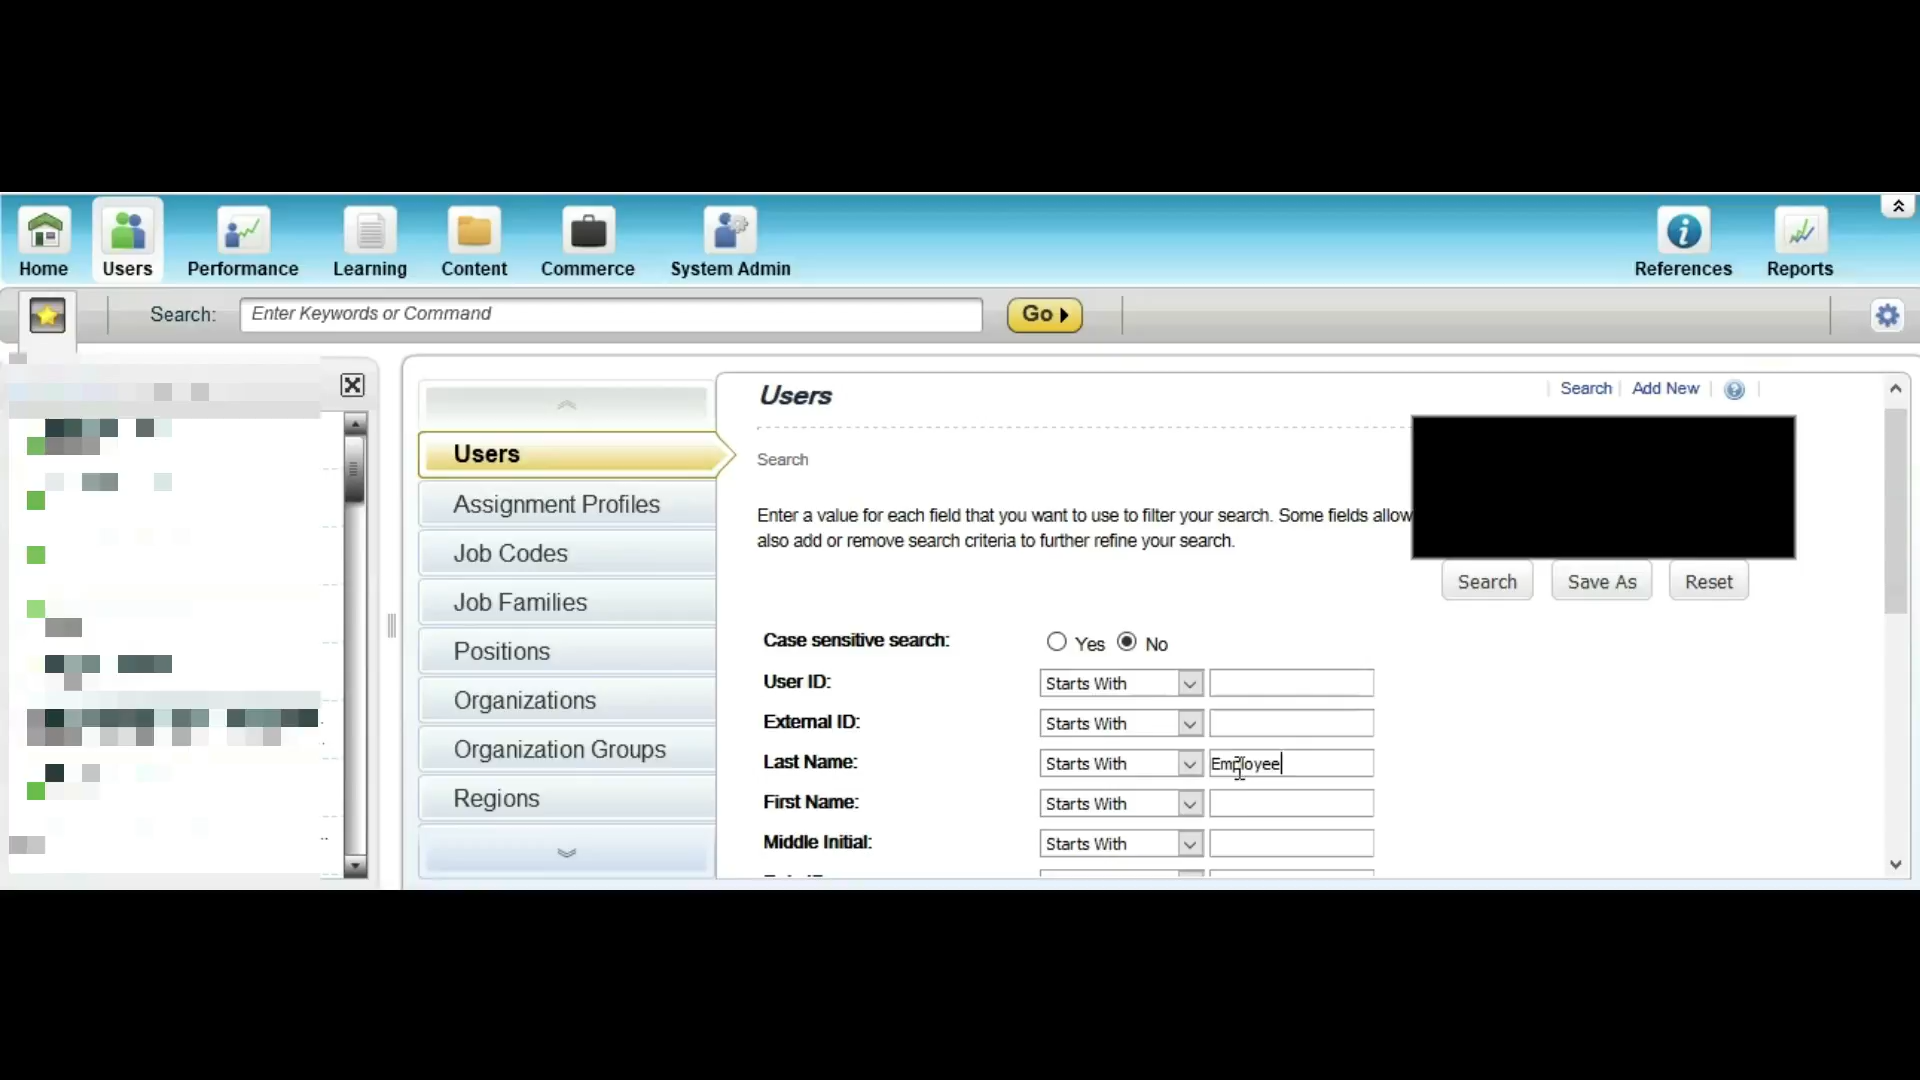 Home
Users
Performance
Learning
Content
Commerce
System Admin
References
Reports
Search:
Enter Keywords or Command
Go
Users
Assignment Profiles
Job Codes
Job Families
Positions
Organizations
Organization Groups
Regions
Users
Search
Add New
Search
Enter a value for each field that you want to use to filter your search. Some fields allow
also add or remove search criteria to further refine your search.
Search
Save As
Reset
Case sensitive search:
Yes
No
User ID:
Starts With
External ID:
Starts With
Last Name:
Starts With
Employee
First Name:
Starts With
Middle Initial:
Starts With